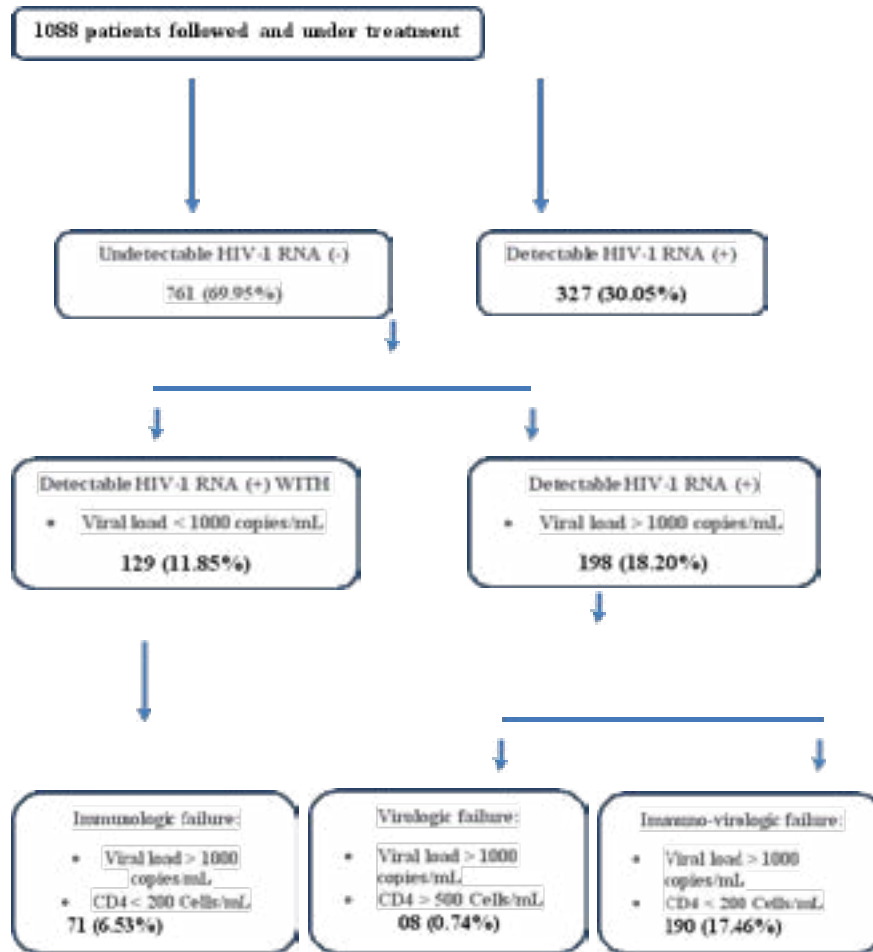 1088 patients followed and under treatment
Undetectable HIV-1 RNA (-)
761 (69.95%)
Detectable HIV-1 RNA (+)
327 (30.05%)
Detectable HIV-1 RNA (+) WITH
• Viral load < 1000 copies/mL
129 (11.85%)
Detectable HIV-1 RNA (+)
• Viral load > 1000 copies/mL
198 (18.20%)
Immunologic failure:
• Viral load > 1000
copies/mL
• CD4 < 200 Cells/mL
71 (6.53%)
Virologic failure:
• Viral load > 1000
copies/mL
• CD4 > 500 Cells/mL
08 (0.74%)
Immuno-virologic failure:
• Viral load > 1000
copies/mL
• CD4 < 200 Cells/mL
190 (17.46%)